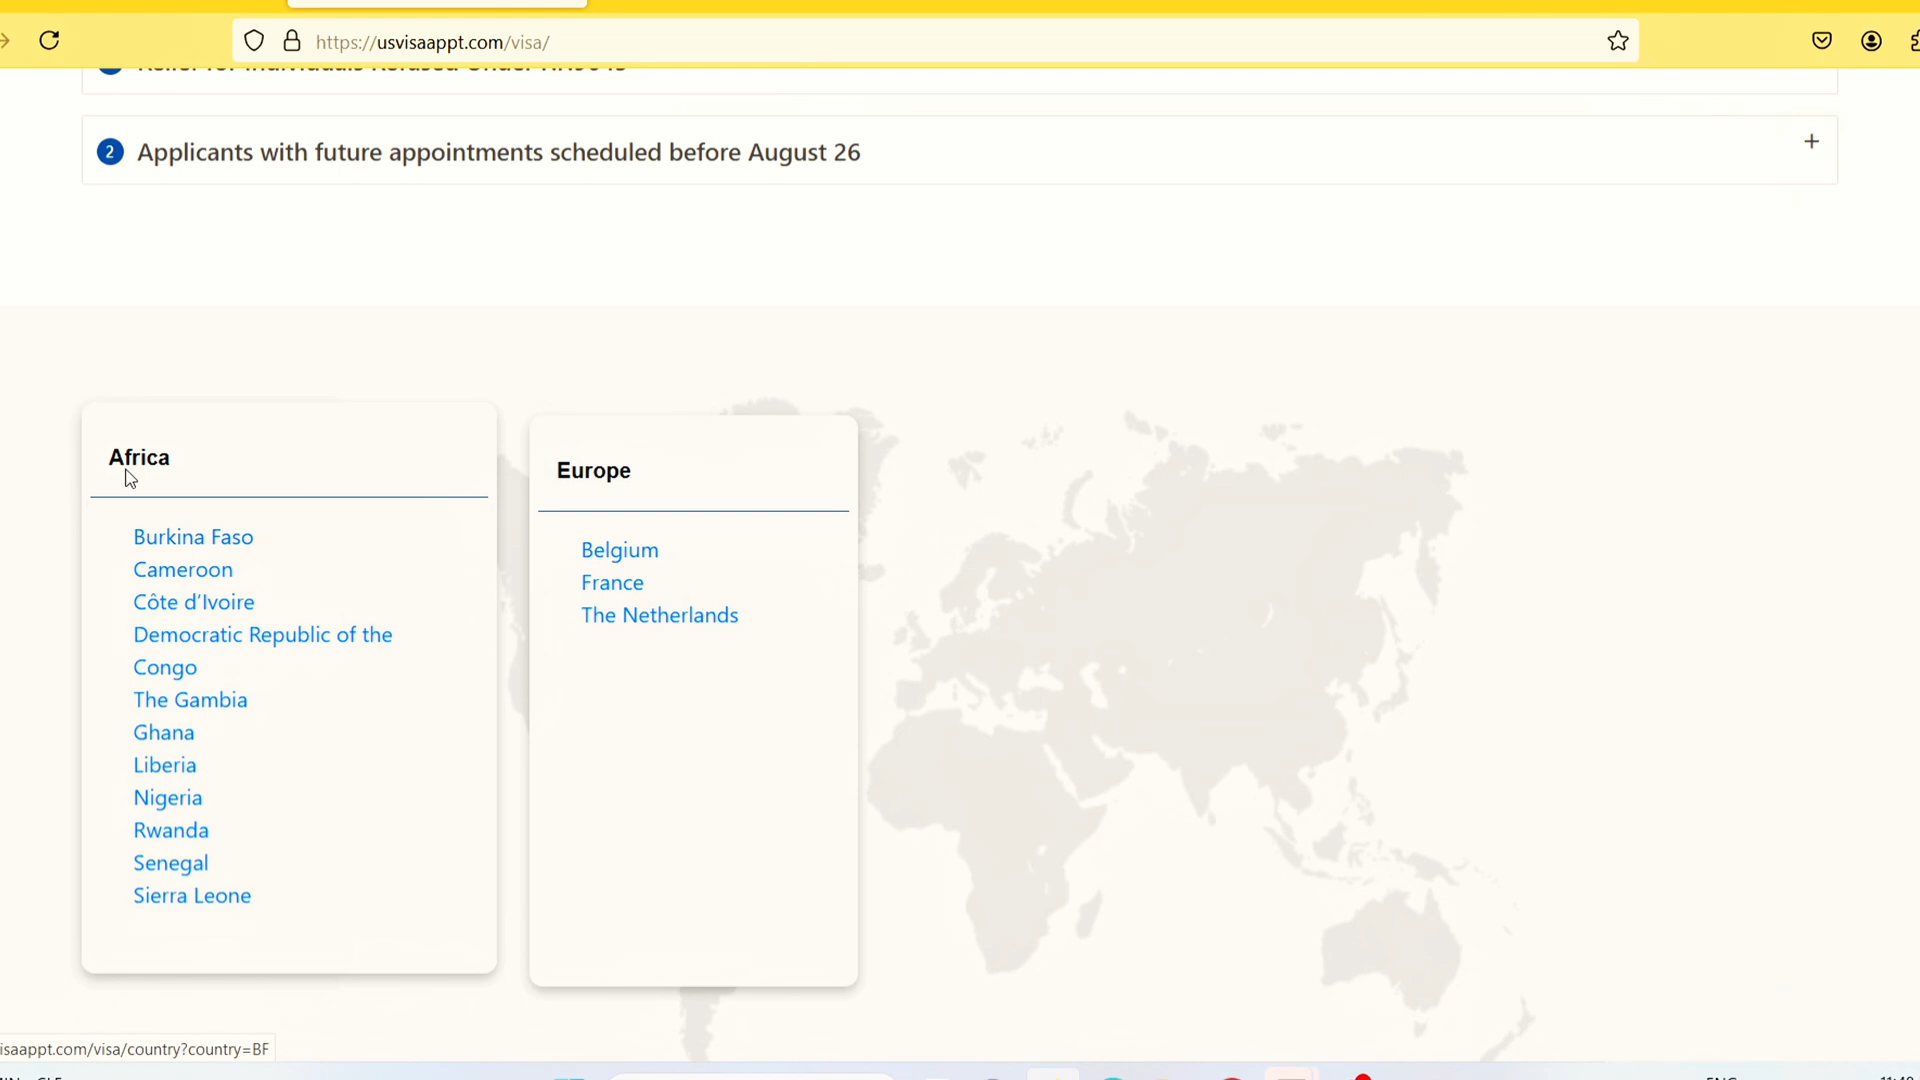 https://usvisaappt.com/visa/
2 Applicants with future appointments scheduled before August 26 +
Africa
Burkina Faso
Cameroon
Côte d'Ivoire
Democratic Republic of the
Congo
The Gambia
Ghana
Liberia
Nigeria
Rwanda
Senegal
Sierra Leone
Europe
Belgium
France
The Netherlands
isaappt.com/visa/country?country=BF